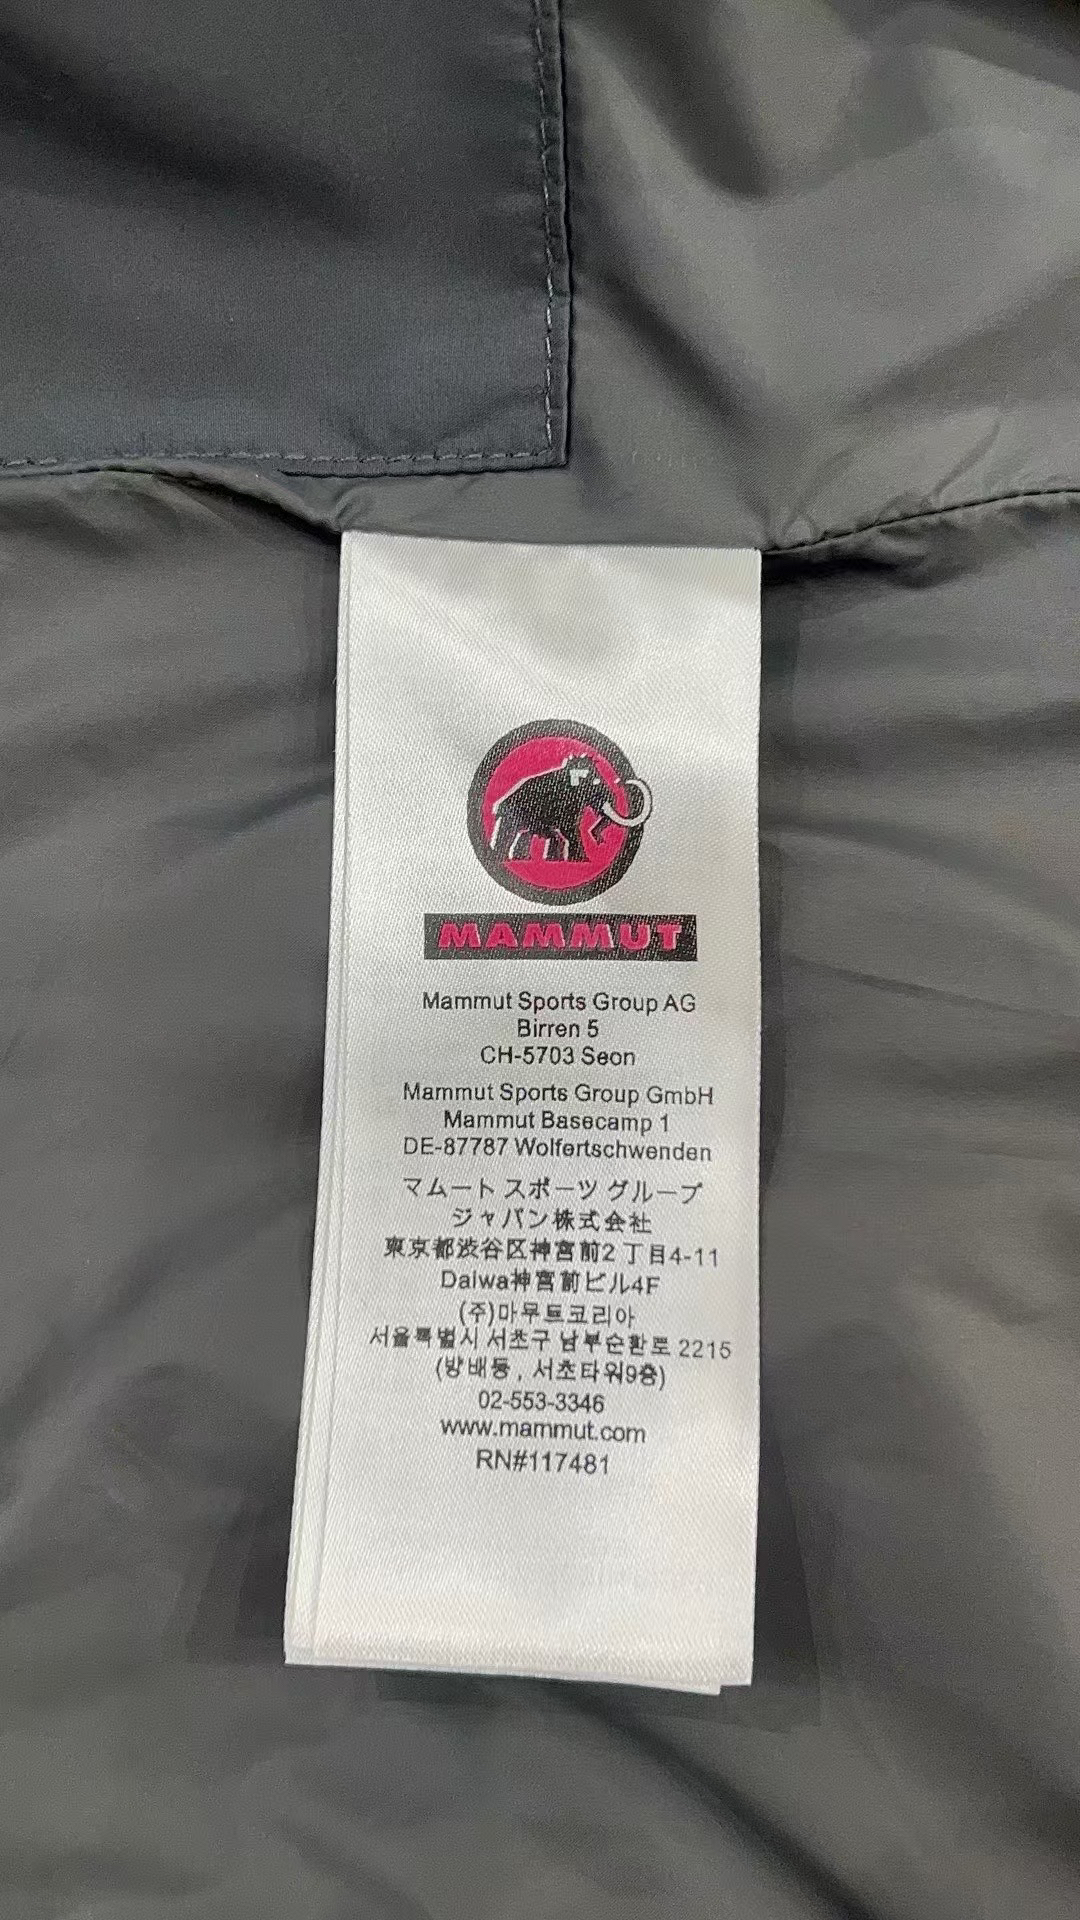 MAMMUT
Mammut Sports Group AG
Birren 5
CH-5703 Seon
Mammut Sports Group GmbH
Mammut Basecamp 1
DE-87787 Wolfertschwenden
マムート スポーツ グループ
ジャパン株式会社
東京都渋谷区神宮前2丁目4-11
Daiwa神宮前ビル4F
(주)마무트코리아
서울특별시 서초구 남부순환로 2215
(방배동, 서초타워9층)
02-553-3346
www.mammut.com
RN#117481